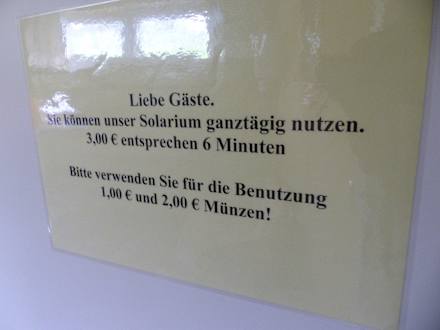 Liebe Gäste.
Sie können unser Solarium ganztägig nutzen.
3,00 € entsprechen 6 Minuten
Bitte verwenden Sie für die Benutzung
1,00 € und 2,00 € Münzen!